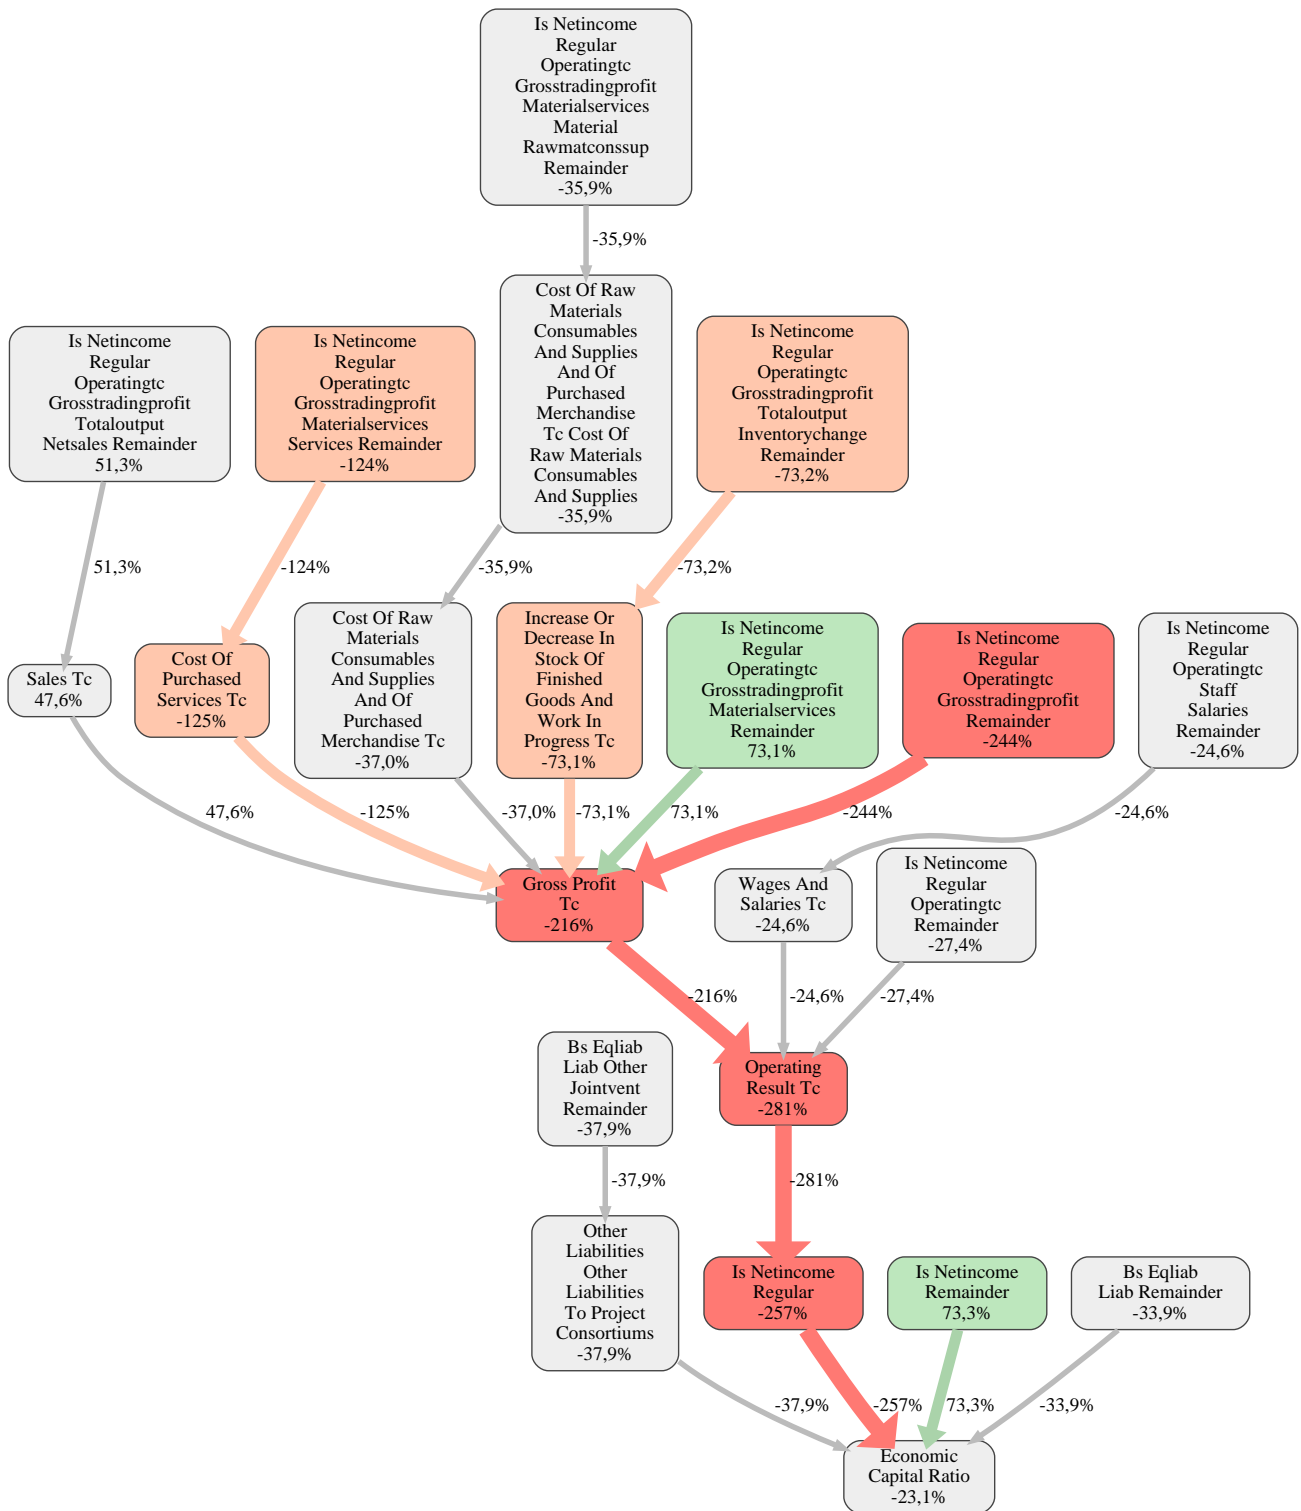 Is Netincome
Regular
Operatingtc
Grosstradingprofit
Materialservices
Material
Rawmatconssup
Remainder
-35,9%
-35,9%
Cost Of Raw
Materials
Consumables
And Supplies
And Of
Purchased
Merchandise
Tc Cost Of
Raw Materials
Consumables
And Supplies
-35,9%
Is Netincome
Regular
Operatingtc
Grosstradingprofit
Totaloutput
Netsales Remainder
51,3%
Is Netincome
Regular
Operatingtc
Grosstradingprofit
Materialservices
Services Remainder
-124%
Is Netincome
Regular
Operatingtc
Grosstradingprofit
Totaloutput
Inventorychange
Remainder
-73,2%
51,3%
-124%
-35,9%
-73,2%
Sales Tc
47,6%
Cost Of
Purchased
Services Tc
-125%
Cost Of Raw
Materials
Consumables
And Supplies
And Of
Purchased
Merchandise Tc
-37,0%
Increase Or
Decrease In
Stock Of
Finished
Goods And
Work In
Progress Tc
-73,1%
Is Netincome
Regular
Operatingtc
Grosstradingprofit
Materialservices
Remainder
73,1%
Is Netincome
Regular
Operatingtc
Grosstradingprofit
Remainder
-244%
Is Netincome
Regular
Operatingtc
Staff
Salaries
Remainder
-24,6%
47,6%
-125%
-37,0%
-73,1%
73,1%
-244%
-24,6%
Gross Profit
Tc
-216%
Wages And
Salaries Tc
-24,6%
Is Netincome
Regular
Operatingtc
Remainder
-27,4%
-216%
-24,6%
-27,4%
Bs Eqliab
Liab Other
Jointvent
Remainder
-37,9%
Operating
Result Tc
-281%
-37,9%
-281%
Other
Liabilities
Other
Liabilities
To Project
Consortiums
-37,9%
Is Netincome
Regular
-257%
Is Netincome
Remainder
73,3%
Bs Eqliab
Liab Remainder
-33,9%
-37,9%
-257%
73,3%
-33,9%
Economic
Capital Ratio
-23,1%